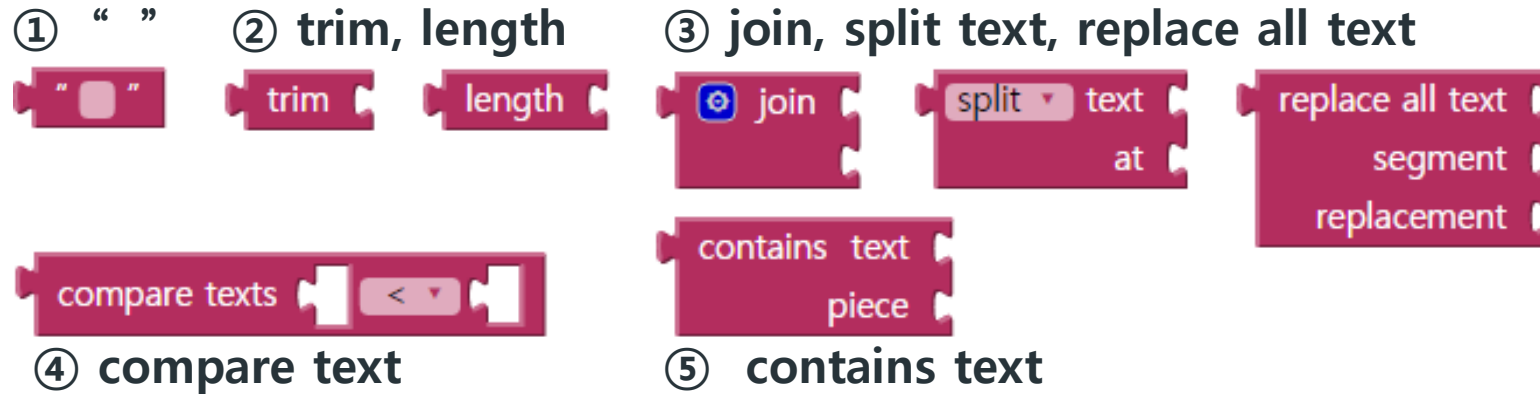 ① “ ” ② trim, length ③ join, split text, replace all text
“ ” trim length join split text replace all text
at segment
replacement
contains text
compare texts <
piece
④ compare text ⑤ contains text